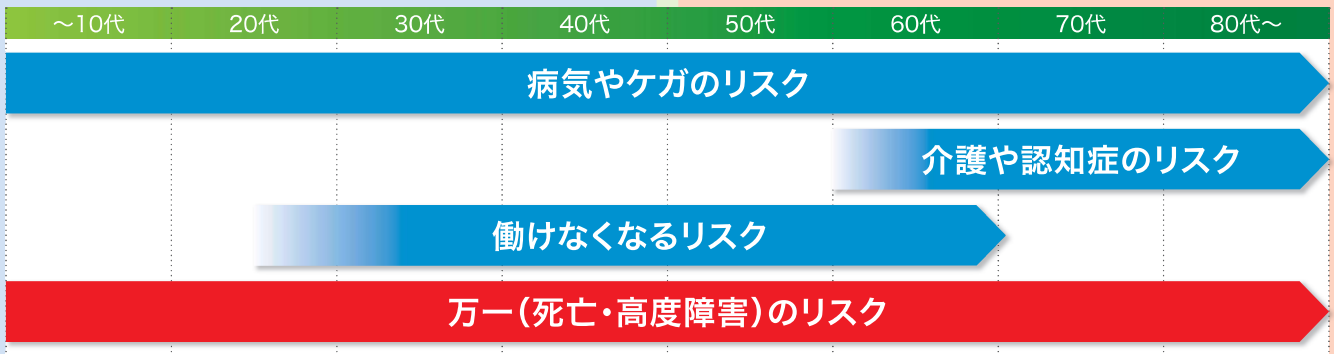 ～10代 20代 30代 40代 50代 60代 70代 80代～
病気やケガのリスク
介護や認知症のリスク
働けなくなるリスク
万一（死亡・高度障害）のリスク